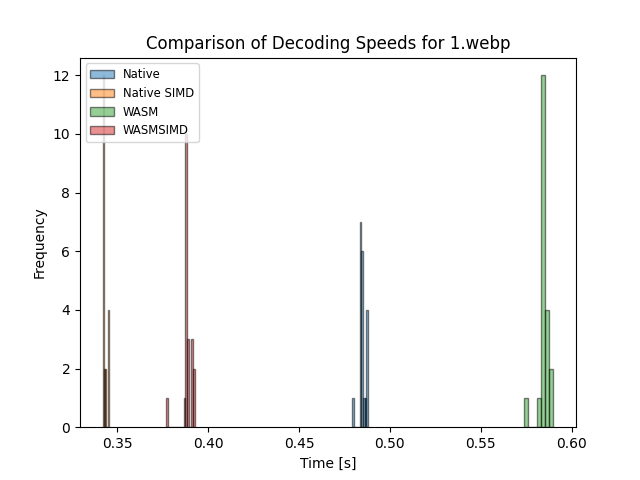 Comparison of Decoding Speeds for 1.webp
Native
Native SIMD
WASM
WASMSIMD
12
10
8
6
4
2
0
Frequency
0.35
0.40
0.45
0.50
0.55
0.60
Time [s]